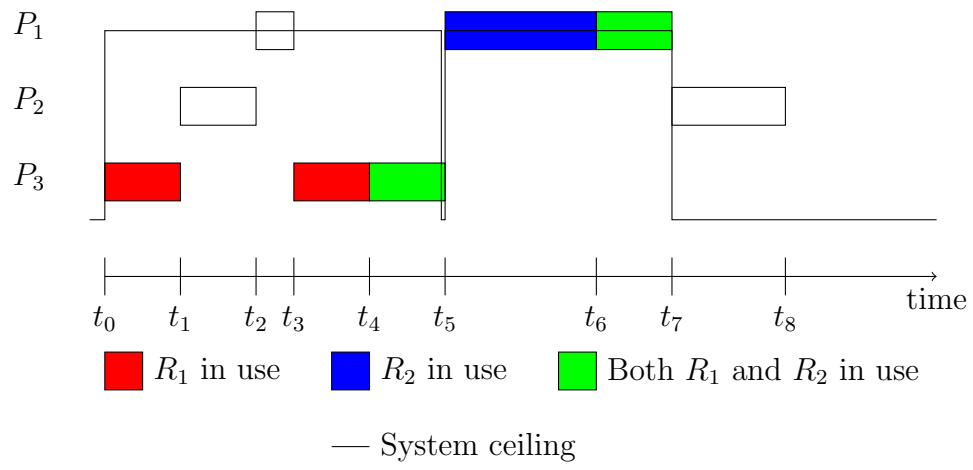 P₁
P₂
P₃
time
t₀ t₁ t₂ t₃ t₄ t₅ t₆ t₇ t₈
R₁ in use R₂ in use Both R₁ and R₂ in use
System ceiling